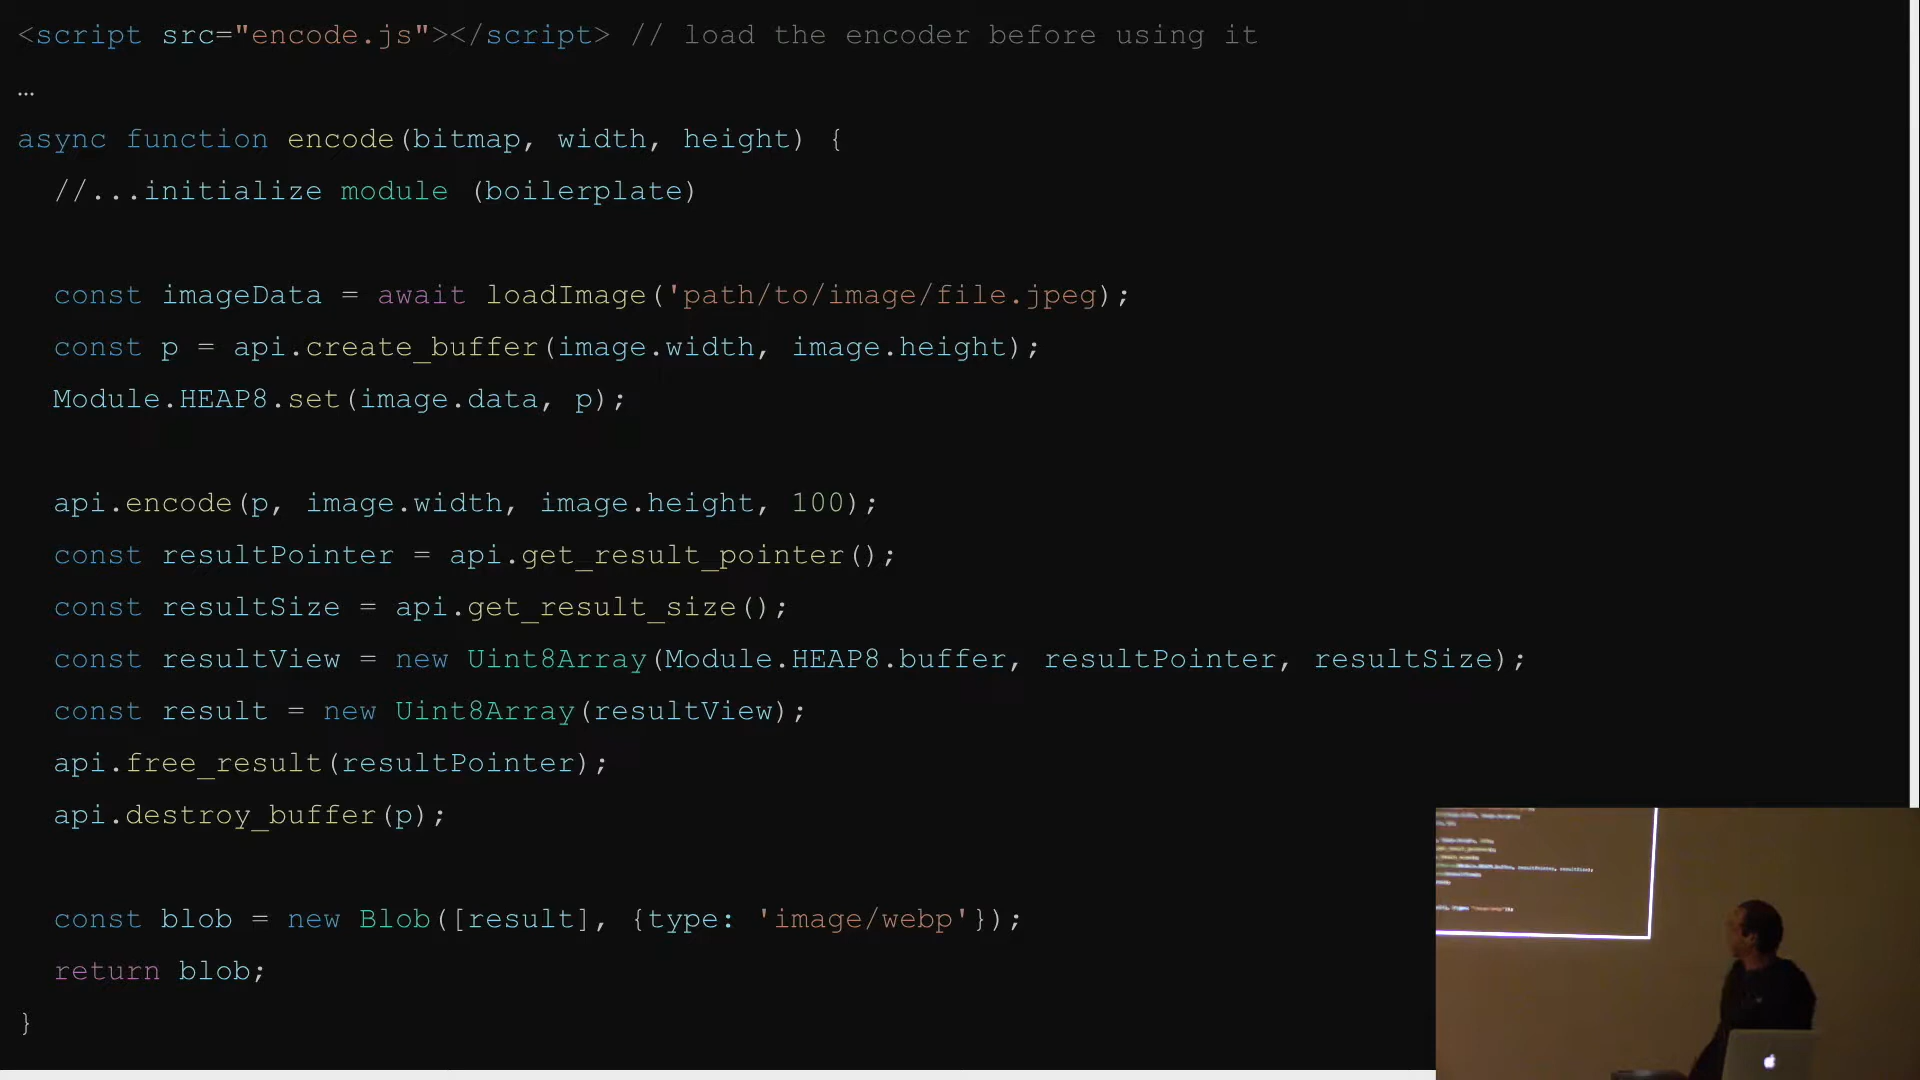 <script src="encode.js"></script> // load the encoder before using it
…
async function encode(bitmap, width, height) {
//...initialize module (boilerplate)
const imageData = await loadImage('path/to/image/file.jpeg);
const p = api.create_buffer(image.width, image.height);
Module.HEAP8.set(image.data, p);
api.encode(p, image.width, image.height, 100);
const resultPointer = api.get_result_pointer();
const resultSize = api.get_result_size();
const resultView = new Uint8Array(Module.HEAP8.buffer, resultPointer, resultSize);
const result = new Uint8Array(resultView);
api.free_result(resultPointer);
api.destroy_buffer(p);
const blob = new Blob([result], {type: 'image/webp'});
return blob;
}